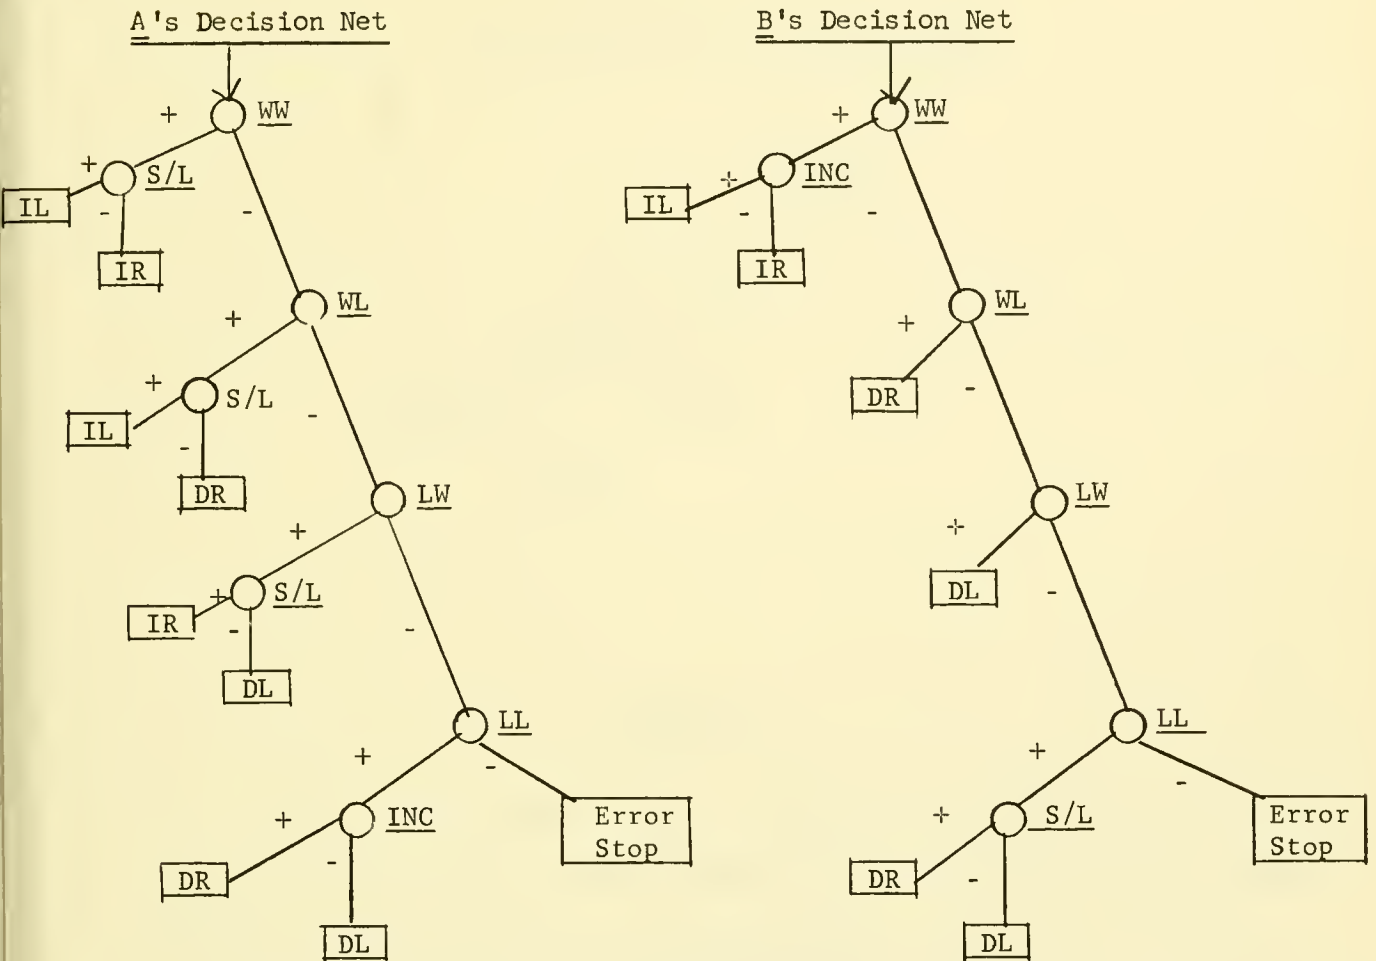 A's Decision Net
+
WW
+
S/L
IL
-
IR
-
+
WL
+
S/L
IL
-
DR
-
+
LW
+
S/L
IR
-
DL
-
+
LL
-
+
INC
DR
-
DL
Error
Stop
B's Decision Net
+
WW
+
INC
IL
-
IR
-
+
WL
DR
-
+
LW
DL
-
+
LL
-
+
S/L
DR
-
DL
Error
Stop